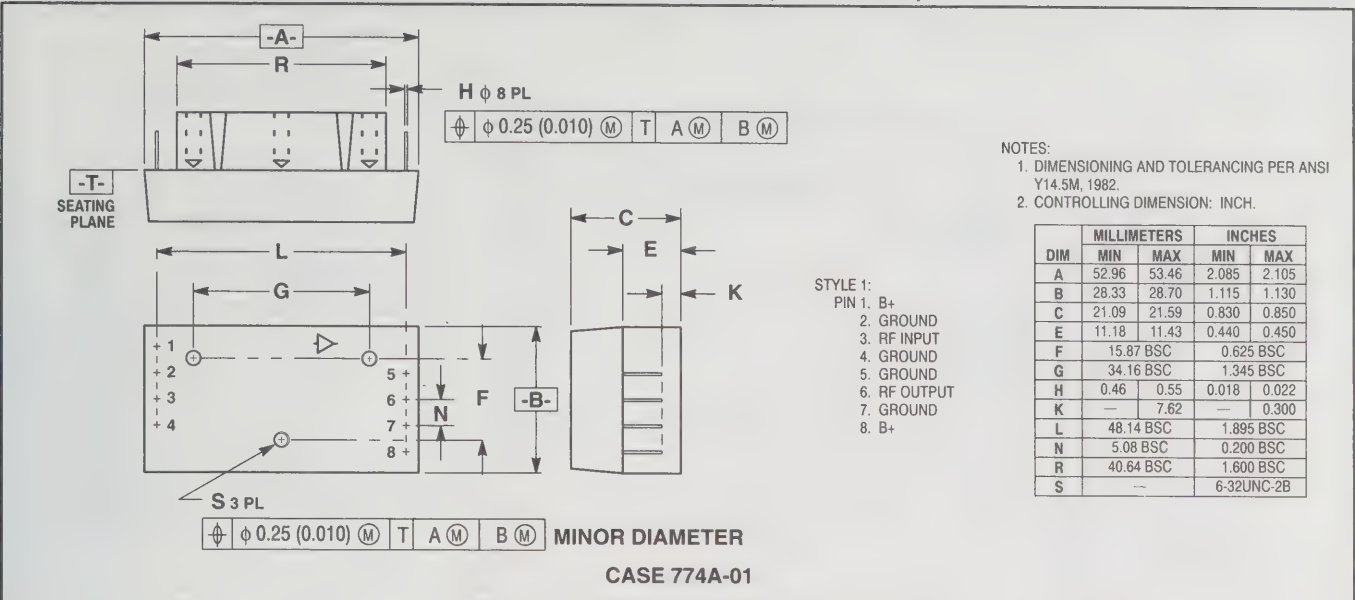 -A-
R
H ϕ 8 PL
⌖ ϕ 0.25 (0.010) Ⓜ T A Ⓜ B Ⓜ
-T-
SEATING
PLANE
L
G
1
2
3
4
5
6
7
8
F
N
-B-
S 3 PL
⌖ ϕ 0.25 (0.010) Ⓜ T A Ⓜ B Ⓜ MINOR DIAMETER
C
E
K
STYLE 1:
PIN 1. B+
2. GROUND
3. RF INPUT
4. GROUND
5. GROUND
6. RF OUTPUT
7. GROUND
8. B+
NOTES:
1. DIMENSIONING AND TOLERANCING PER ANSI
Y14.5M, 1982.
2. CONTROLLING DIMENSION: INCH.
MILLIMETERS INCHES
DIM MIN MAX MIN MAX
A 52.96 53.46 2.085 2.105
B 28.33 28.70 1.115 1.130
C 21.09 21.59 0.830 0.850
E 11.18 11.43 0.440 0.450
F 15.87 BSC 0.625 BSC
G 34.16 BSC 1.345 BSC
H 0.46 0.55 0.018 0.022
K — 7.62 — 0.300
L 48.14 BSC 1.895 BSC
N 5.08 BSC 0.200 BSC
R 40.64 BSC 1.600 BSC
S — 6-32UNC-2B
CASE 774A-01